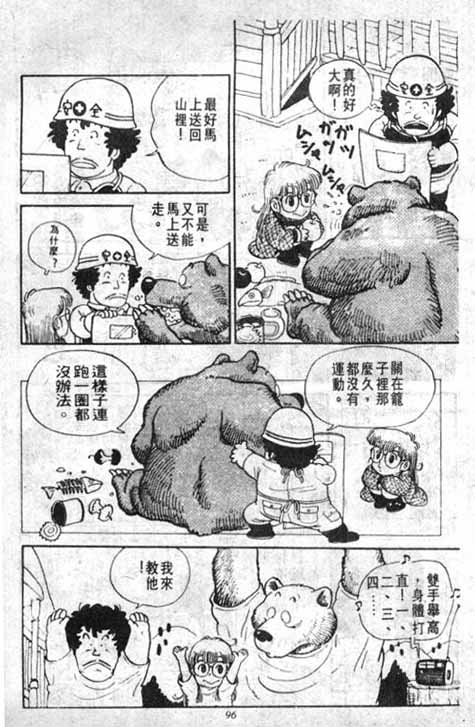 真的好
大啊！
安全
ガツ
ガツ
ムシャ
ムシャ
最好馬
上送回
山裡！
安全
可是，
又不能
馬上送
走。
為什麼？
關在籠
子裡那
麼久，
都沒有
運動。
這樣子連
跑一圈都
沒辦法。
雙手舉高
，身體打
直！一、
二、三、
四……
我來
教他
！
96